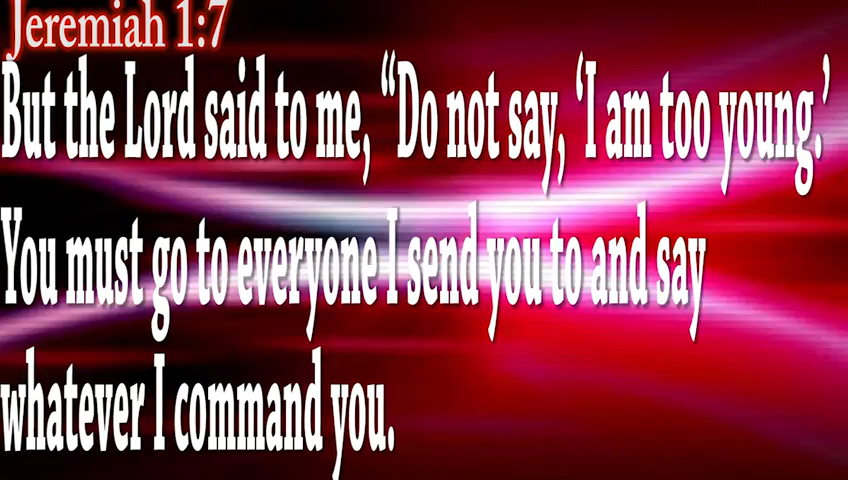 Jeremiah 1:7
But the Lord said to me, “Do not say, ‘I am too young.’
You must go to everyone I send you to and say
whatever I command you.